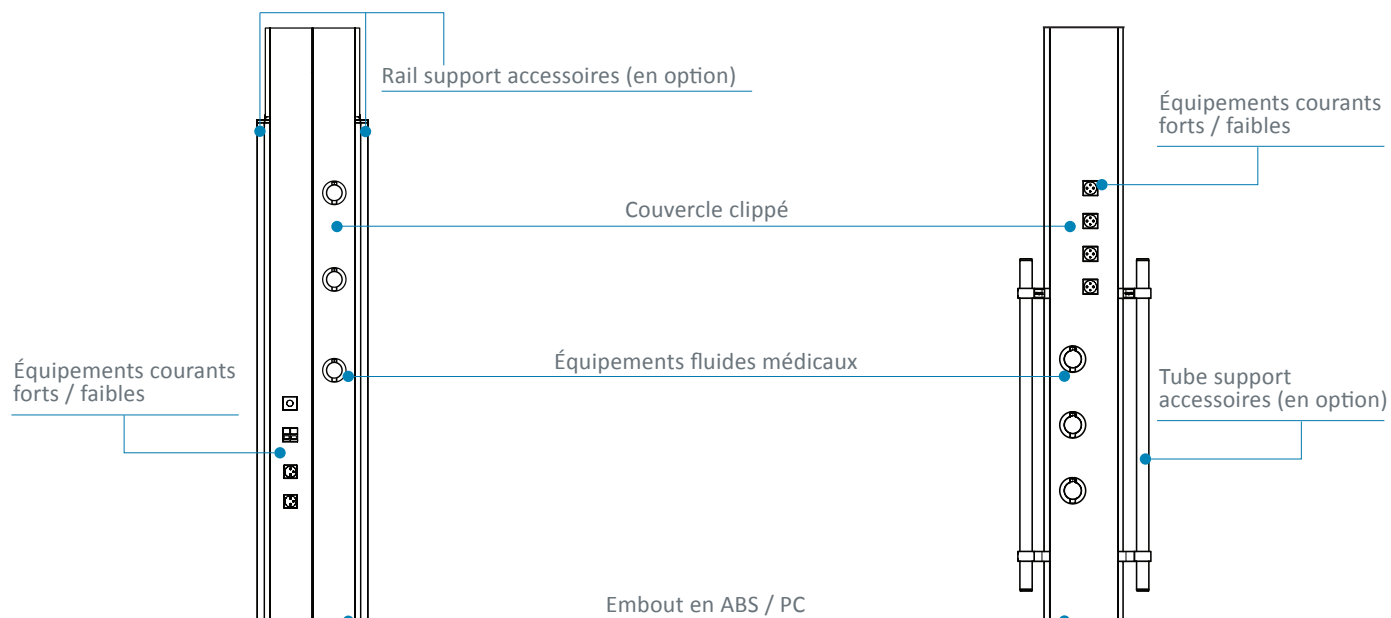 Rail support accessoires (en option)
Équipements courants
forts / faibles
Couvercle clippé
Équipements fluides médicaux
Équipements courants
forts / faibles
Tube support
accessoires (en option)
Embout en ABS / PC